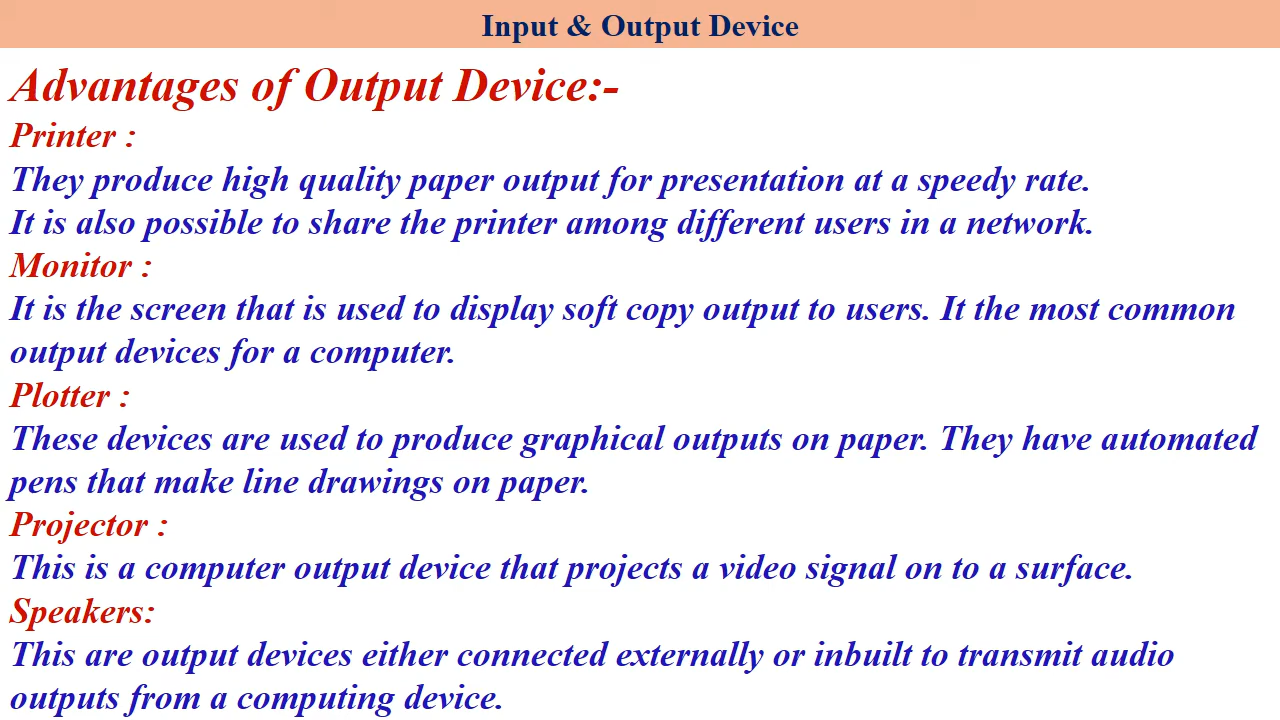 Input & Output Device
Advantages of Output Device:-
Printer :
They produce high quality paper output for presentation at a speedy rate.
It is also possible to share the printer among different users in a network.
Monitor :
It is the screen that is used to display soft copy output to users. It the most common
output devices for a computer.
Plotter :
These devices are used to produce graphical outputs on paper. They have automated
pens that make line drawings on paper.
Projector :
This is a computer output device that projects a video signal on to a surface.
Speakers:
This are output devices either connected externally or inbuilt to transmit audio
outputs from a computing device.